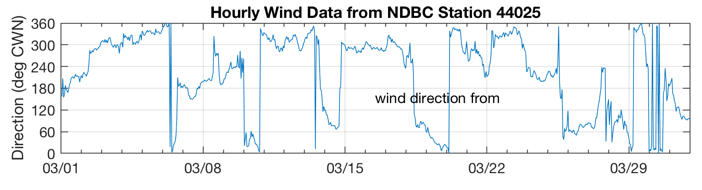 Hourly Wind Data from NDBC Station 44025
Direction (deg CWN)
360
300
240
180
120
60
0
wind direction from
03/01 03/08 03/15 03/22 03/29